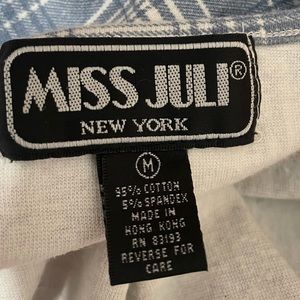 MISS JULI®
NEW YORK
M
95% COTTON
5% SPANDEX
MADE IN
HONG KONG
RN 83193
REVERSE FOR
CARE